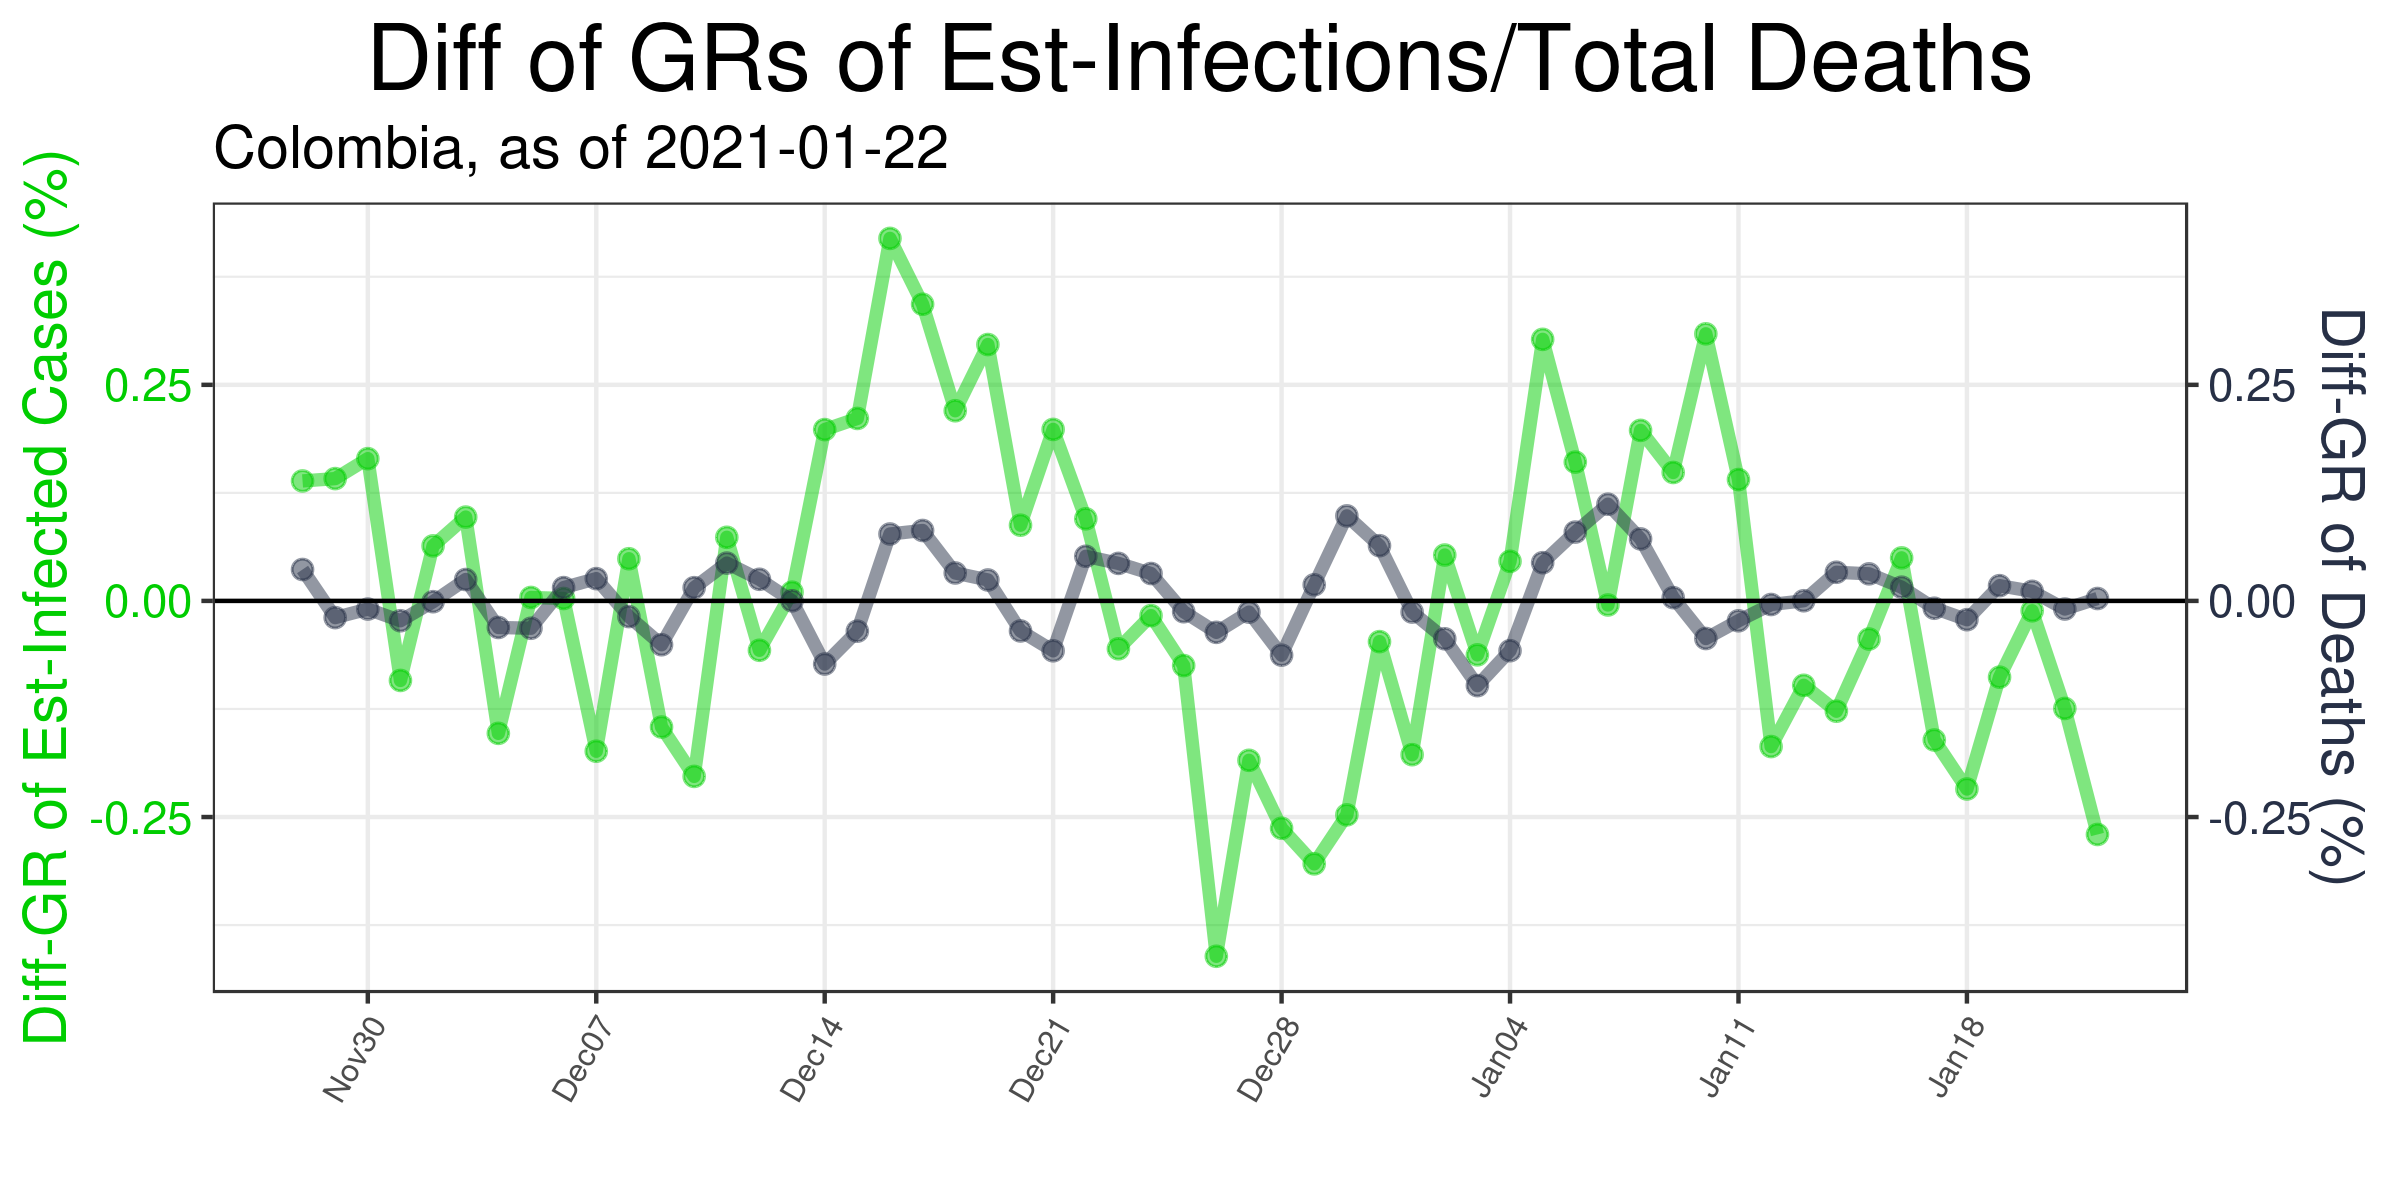 Diff of GRs of Est-Infections/Total Deaths
Colombia, as of 2021-01-22
Diff-GR of Est-Infected Cases (%)
0.25
0.00
-0.25
0.25
0.00
-0.25
Diff-GR of Deaths (%)
Nov30
Dec07
Dec14
Dec21
Dec28
Jan04
Jan11
Jan18